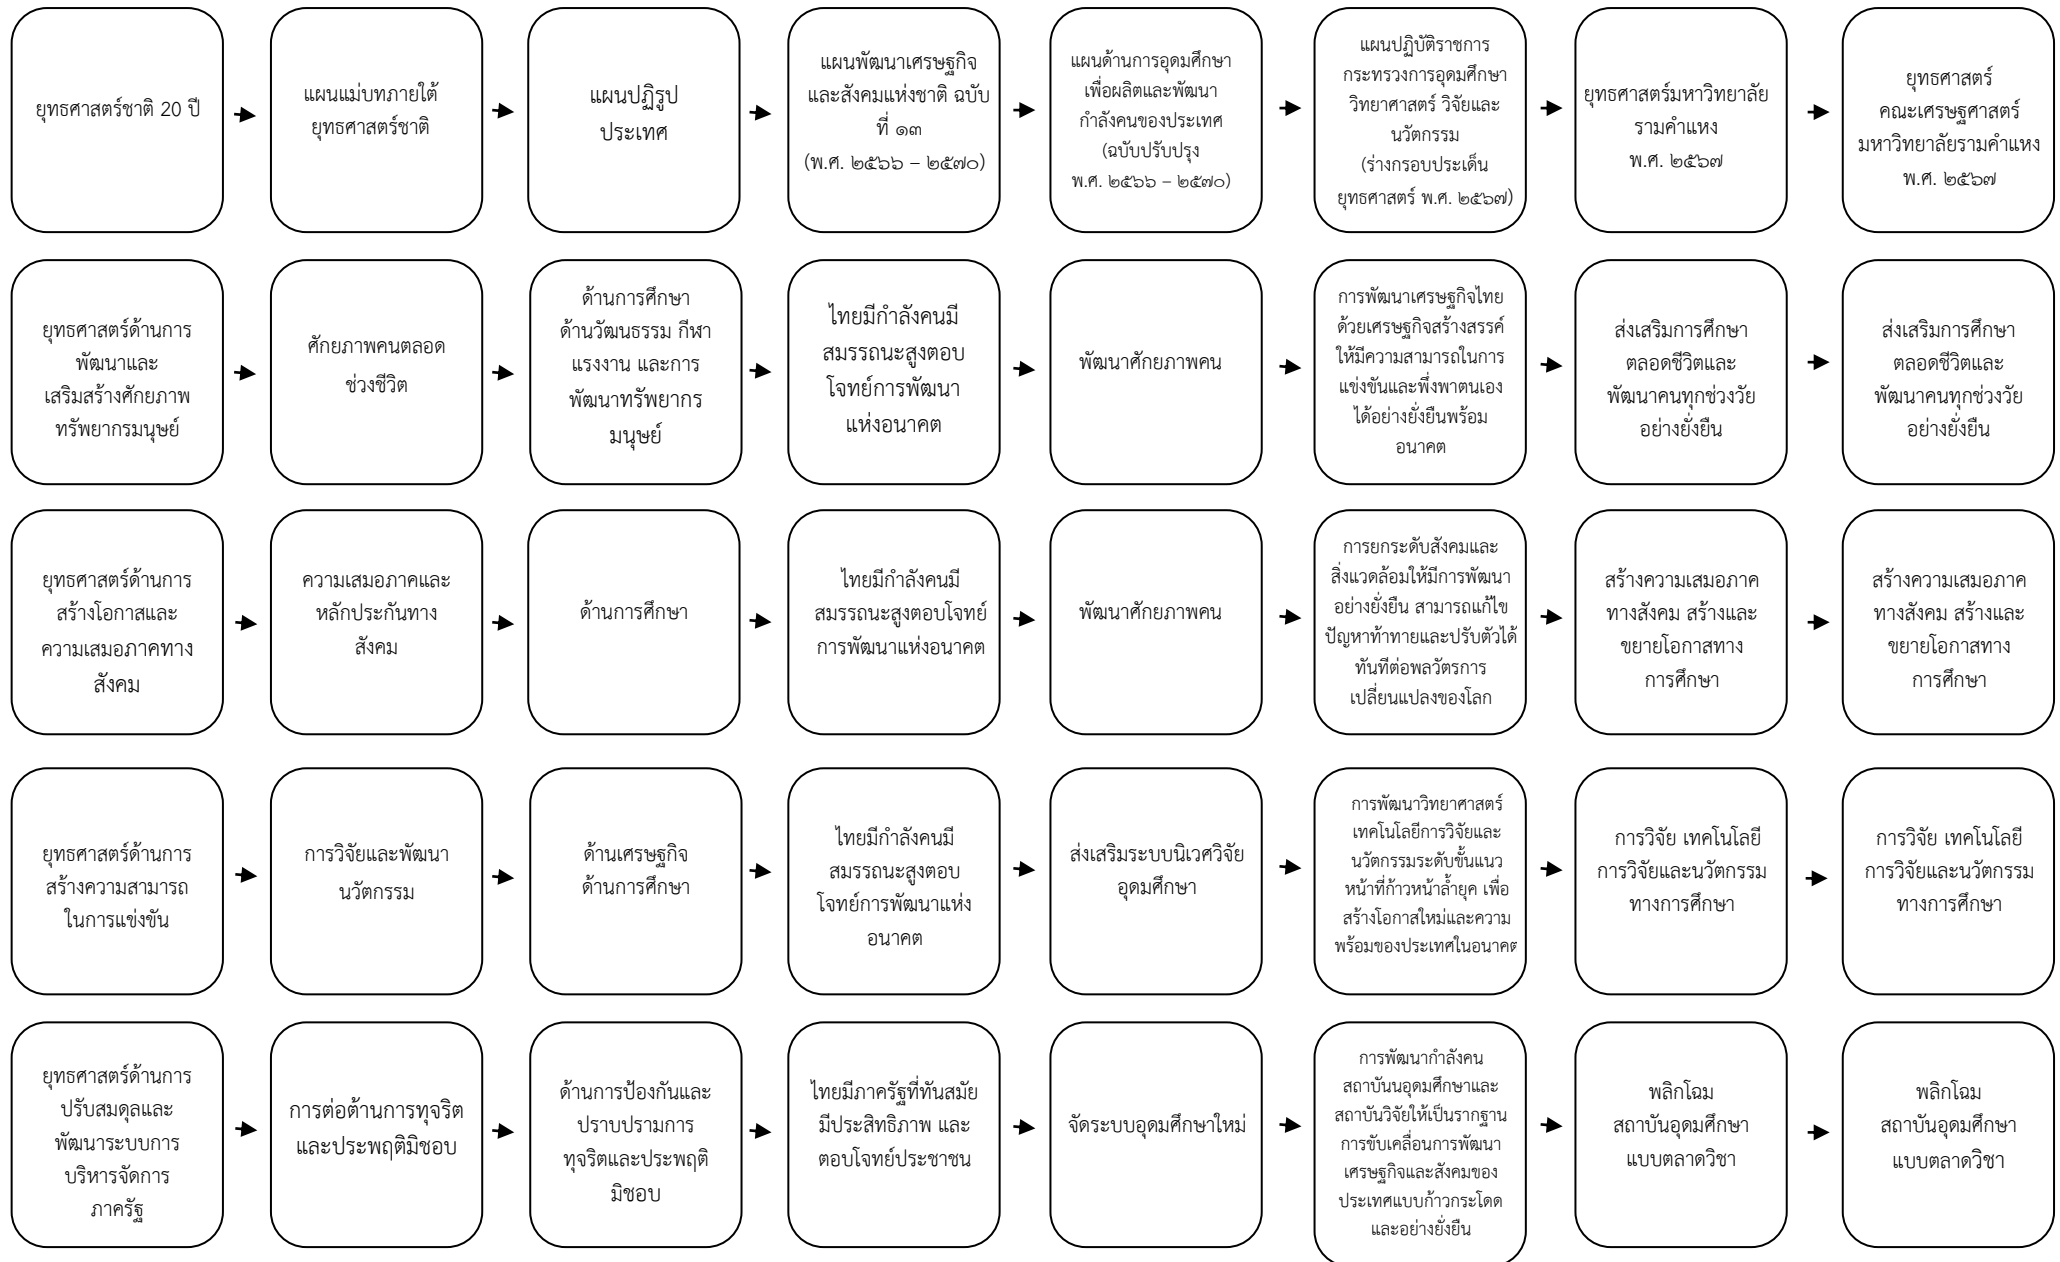 ยุทธศาสตร์ชาติ 20 ปี
แผนแม่บทภายใต้
ยุทธศาสตร์ชาติ
แผนปฏิรูป
ประเทศ
แผนพัฒนาเศรษฐกิจ
และสังคมแห่งชาติ ฉบับ
ที่ ๑๓
(พ.ศ. ๒๕๖๖ – ๒๕๗๐)
แผนด้านการอุดมศึกษา
เพื่อผลิตและพัฒนา
กำลังคนของประเทศ
(ฉบับปรับปรุง
พ.ศ. ๒๕๖๖ – ๒๕๗๐)
แผนปฏิบัติราชการ
กระทรวงการอุดมศึกษา
วิทยาศาสตร์ วิจัยและ
นวัตกรรม
(ร่างกรอบประเด็น
ยุทธศาสตร์ พ.ศ. ๒๕๖๗)
ยุทธศาสตร์มหาวิทยาลัย
รามคำแหง
พ.ศ. ๒๕๖๗
ยุทธศาสตร์
คณะเศรษฐศาสตร์
มหาวิทยาลัยรามคำแหง
พ.ศ. ๒๕๖๗
ยุทธศาสตร์ด้านการ
พัฒนาและ
เสริมสร้างศักยภาพ
ทรัพยากรมนุษย์
ศักยภาพคนตลอด
ช่วงชีวิต
ด้านการศึกษา
ด้านวัฒนธรรม กีฬา
แรงงาน และการ
พัฒนาทรัพยากร
มนุษย์
ไทยมีกำลังคนมี
สมรรถนะสูงตอบ
โจทย์การพัฒนา
แห่งอนาคต
พัฒนาศักยภาพคน
การพัฒนาเศรษฐกิจไทย
ด้วยเศรษฐกิจสร้างสรรค์
ให้มีความสามารถในการ
แข่งขันและพึ่งพาตนเอง
ได้อย่างยั่งยืนพร้อม
อนาคต
ส่งเสริมการศึกษา
ตลอดชีวิตและ
พัฒนาคนทุกช่วงวัย
อย่างยั่งยืน
ส่งเสริมการศึกษา
ตลอดชีวิตและ
พัฒนาคนทุกช่วงวัย
อย่างยั่งยืน
ยุทธศาสตร์ด้านการ
สร้างโอกาสและ
ความเสมอภาคทาง
สังคม
ความเสมอภาคและ
หลักประกันทาง
สังคม
ด้านการศึกษา
ไทยมีกำลังคนมี
สมรรถนะสูงตอบโจทย์
การพัฒนาแห่งอนาคต
พัฒนาศักยภาพคน
การยกระดับสังคมและ
สิ่งแวดล้อมให้มีการพัฒนา
อย่างยั่งยืน สามารถแก้ไข
ปัญหาท้าทายและปรับตัวได้
ทันทีต่อพลวัตรการ
เปลี่ยนแปลงของโลก
สร้างความเสมอภาค
ทางสังคม สร้างและ
ขยายโอกาสทาง
การศึกษา
สร้างความเสมอภาค
ทางสังคม สร้างและ
ขยายโอกาสทาง
การศึกษา
ยุทธศาสตร์ด้านการ
สร้างความสามารถ
ในการแข่งขัน
การวิจัยและพัฒนา
นวัตกรรม
ด้านเศรษฐกิจ
ด้านการศึกษา
ไทยมีกำลังคนมี
สมรรถนะสูงตอบ
โจทย์การพัฒนาแห่ง
อนาคต
ส่งเสริมระบบนิเวศวิจัย
อุดมศึกษา
การพัฒนาวิทยาศาสตร์
เทคโนโลยีการวิจัยและ
นวัตกรรมระดับขั้นแนว
หน้าที่ก้าวหน้าล้ำยุค เพื่อ
สร้างโอกาสใหม่และความ
พร้อมของประเทศในอนาคต
การวิจัย เทคโนโลยี
การวิจัยและนวัตกรรม
ทางการศึกษา
การวิจัย เทคโนโลยี
การวิจัยและนวัตกรรม
ทางการศึกษา
ยุทธศาสตร์ด้านการ
ปรับสมดุลและ
พัฒนาระบบการ
บริหารจัดการ
ภาครัฐ
การต่อต้านการทุจริต
และประพฤติมิชอบ
ด้านการป้องกันและ
ปราบปรามการ
ทุจริตและประพฤติ
มิชอบ
ไทยมีภาครัฐที่ทันสมัย
มีประสิทธิภาพ และ
ตอบโจทย์ประชาชน
จัดระบบอุดมศึกษาใหม่
การพัฒนากำลังคน
สถาบันนอุดมศึกษาและ
สถาบันวิจัยให้เป็นรากฐาน
การขับเคลื่อนการพัฒนา
เศรษฐกิจและสังคมของ
ประเทศแบบก้าวกระโดด
และอย่างยั่งยืน
พลิกโฉม
สถาบันอุดมศึกษา
แบบตลาดวิชา
พลิกโฉม
สถาบันอุดมศึกษา
แบบตลาดวิชา